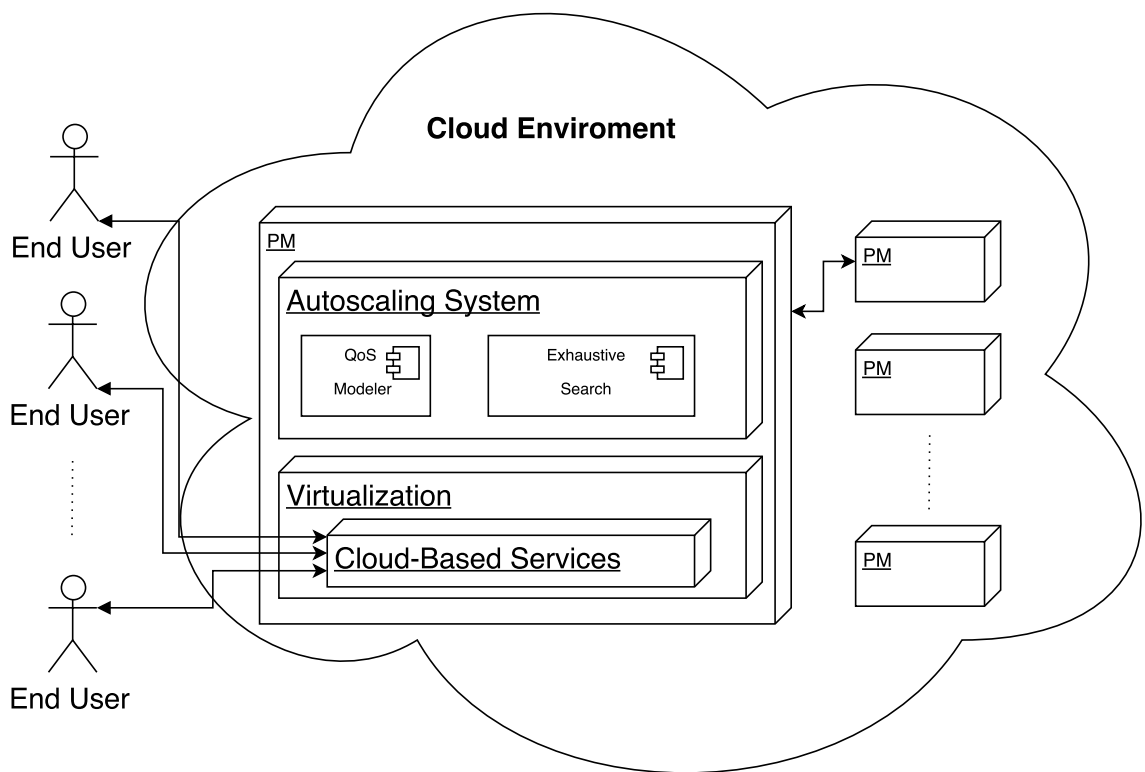 Cloud Enviroment
End User
End User
End User
PM
Autoscaling System
QoS
Modeler
Exhaustive
Search
Virtualization
Cloud-Based Services
PM
PM
PM